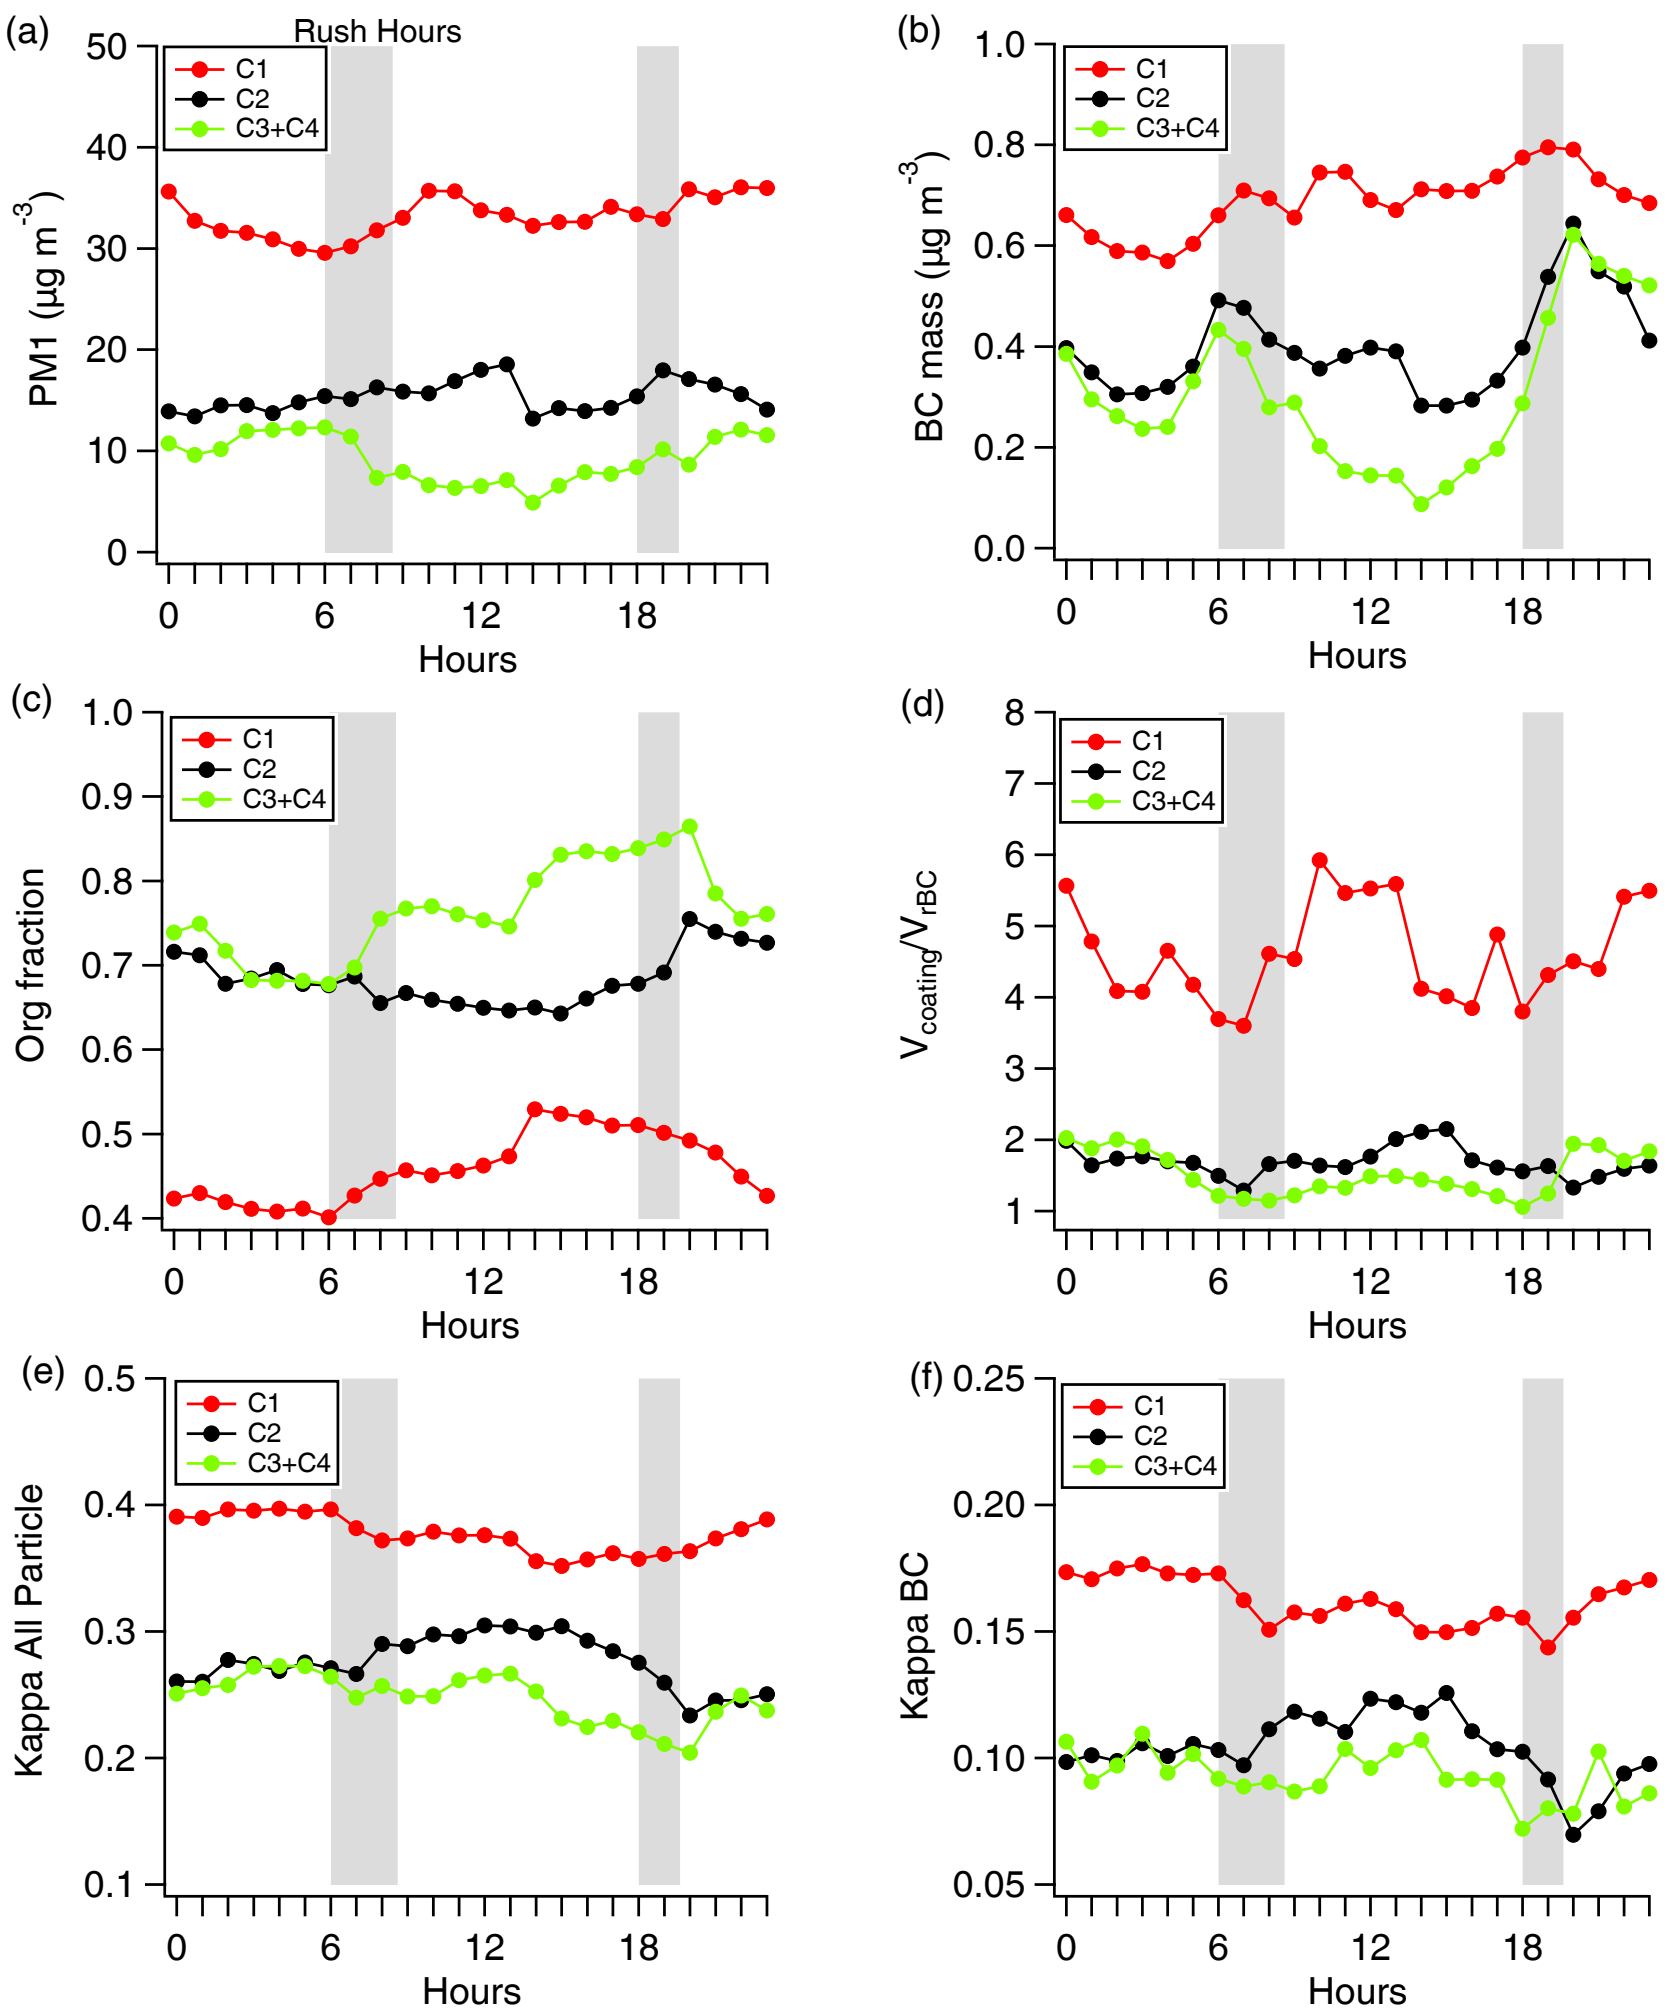 (a)
Rush Hours
50
40
30
20
10
0
PM1 (µg m-3)
C1
C2
C3+C4
0 6 12 18
Hours
(b)
1.0
0.8
0.6
0.4
0.2
0.0
BC mass (µg m-3)
C1
C2
C3+C4
0 6 12 18
Hours
(c)
1.0
0.9
0.8
0.7
0.6
0.5
0.4
Org fraction
C1
C2
C3+C4
0 6 12 18
Hours
(d)
8
7
6
5
4
3
2
1
Vcoating/VrBC
C1
C2
C3+C4
0 6 12 18
Hours
(e)
0.5
0.4
0.3
0.2
0.1
Kappa All Particle
C1
C2
C3+C4
0 6 12 18
Hours
(f)
0.25
0.20
0.15
0.10
0.05
Kappa BC
C1
C2
C3+C4
0 6 12 18
Hours